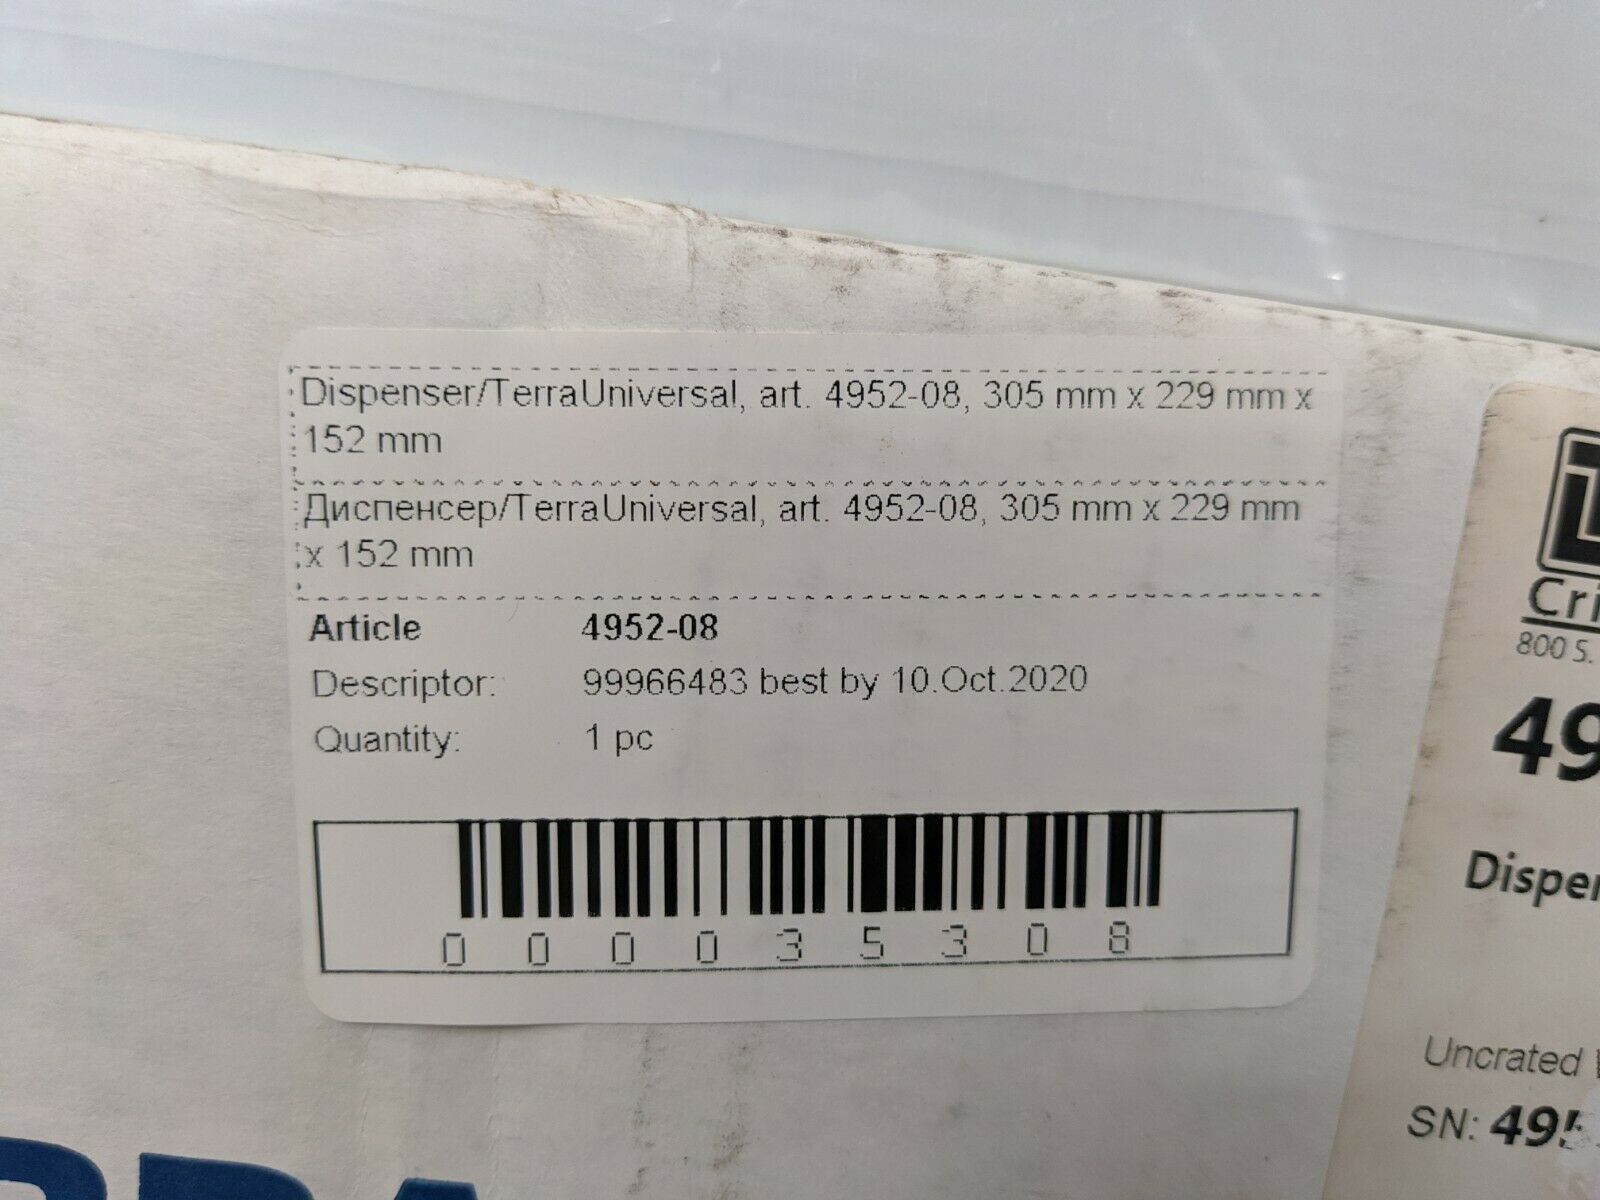 Dispenser/TerraUniversal, art. 4952-08, 305 mm x 229 mm x
152 mm
Диспенсер/TerraUniversal, art. 4952-08, 305 mm x 229 mm
x 152 mm
Article 4952-08
Descriptor: 99966483 best by 10.Oct.2020
Quantity: 1 pc
0 0 0 0 3 5 3 0 8
800 S.
Uncrated
SN: